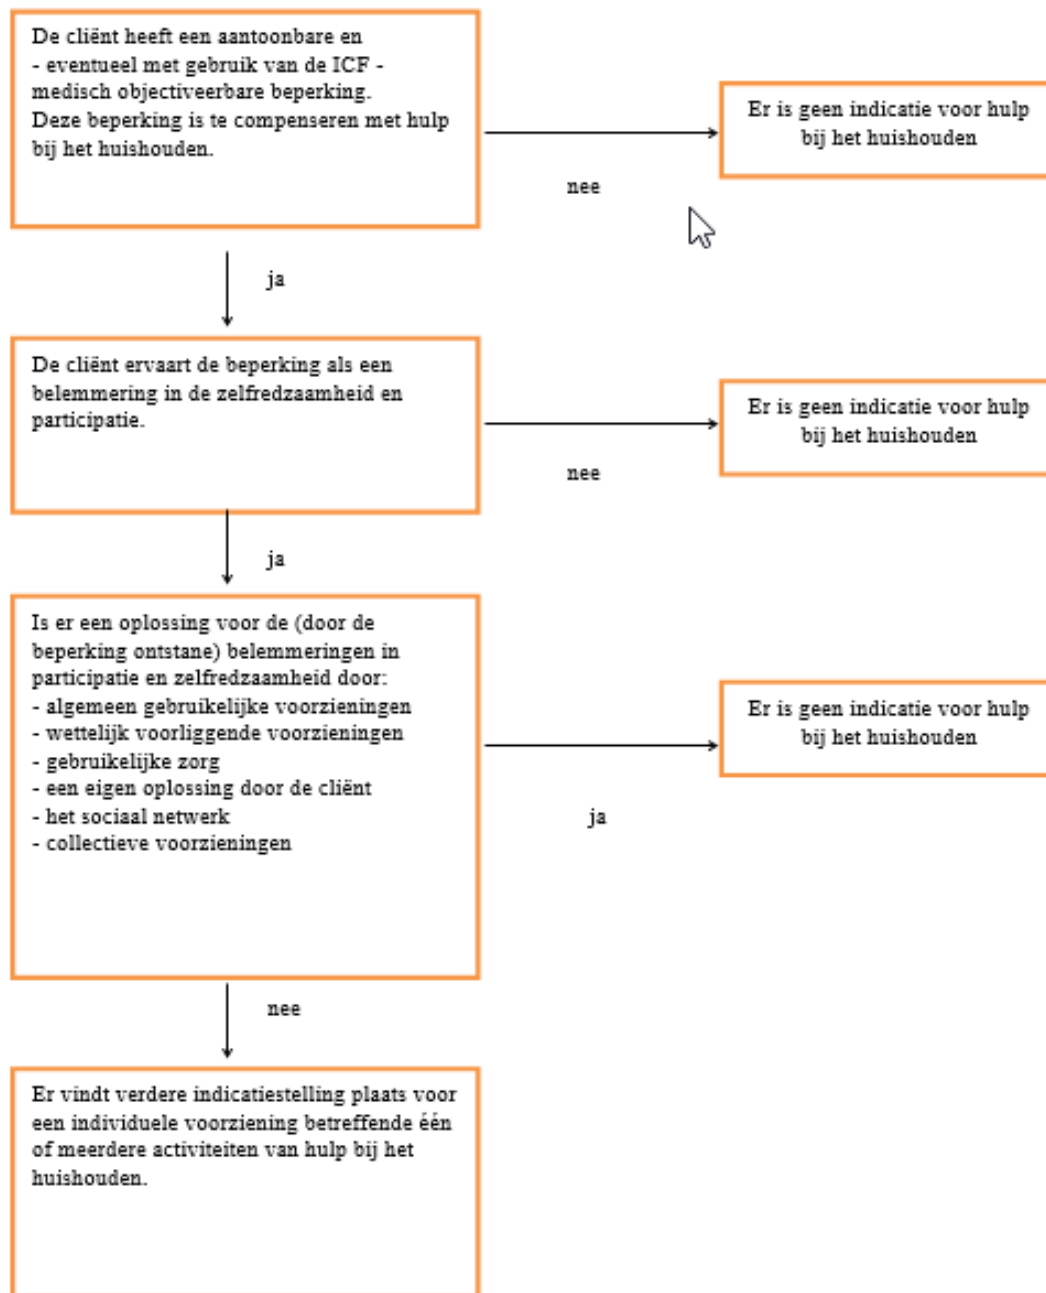 De cliënt heeft een aantoonbare en
- eventueel met gebruik van de ICF -
medisch objectiveerbare beperking.
Deze beperking is te compenseren met hulp
bij het huishouden.
Er is geen indicatie voor hulp
bij het huishouden
nee
ja
De cliënt ervaart de beperking als een
belemmering in de zelfredzaamheid en
participatie.
Er is geen indicatie voor hulp
bij het huishouden
nee
ja
Is er een oplossing voor de (door de
beperking ontstane) belemmeringen in
participatie en zelfredzaamheid door:
- algemeen gebruikelijke voorzieningen
- wettelijk voorliggende voorzieningen
- gebruikelijke zorg
- een eigen oplossing door de cliënt
- het sociaal netwerk
- collectieve voorzieningen
Er is geen indicatie voor hulp
bij het huishouden
ja
nee
Er vindt verdere indicatiestelling plaats voor
een individuele voorziening betreffende één
of meerdere activiteiten van hulp bij het
huishouden.